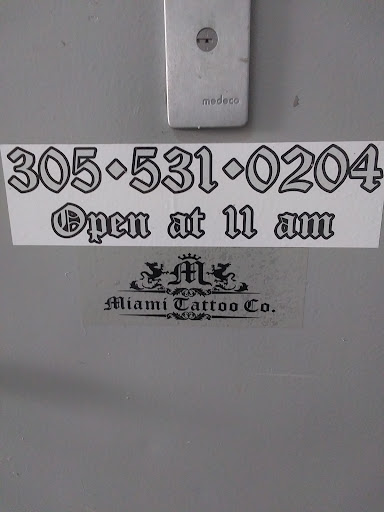 medeco
305•531•0204
Open at 11 am
M
Miami Tattoo Co.